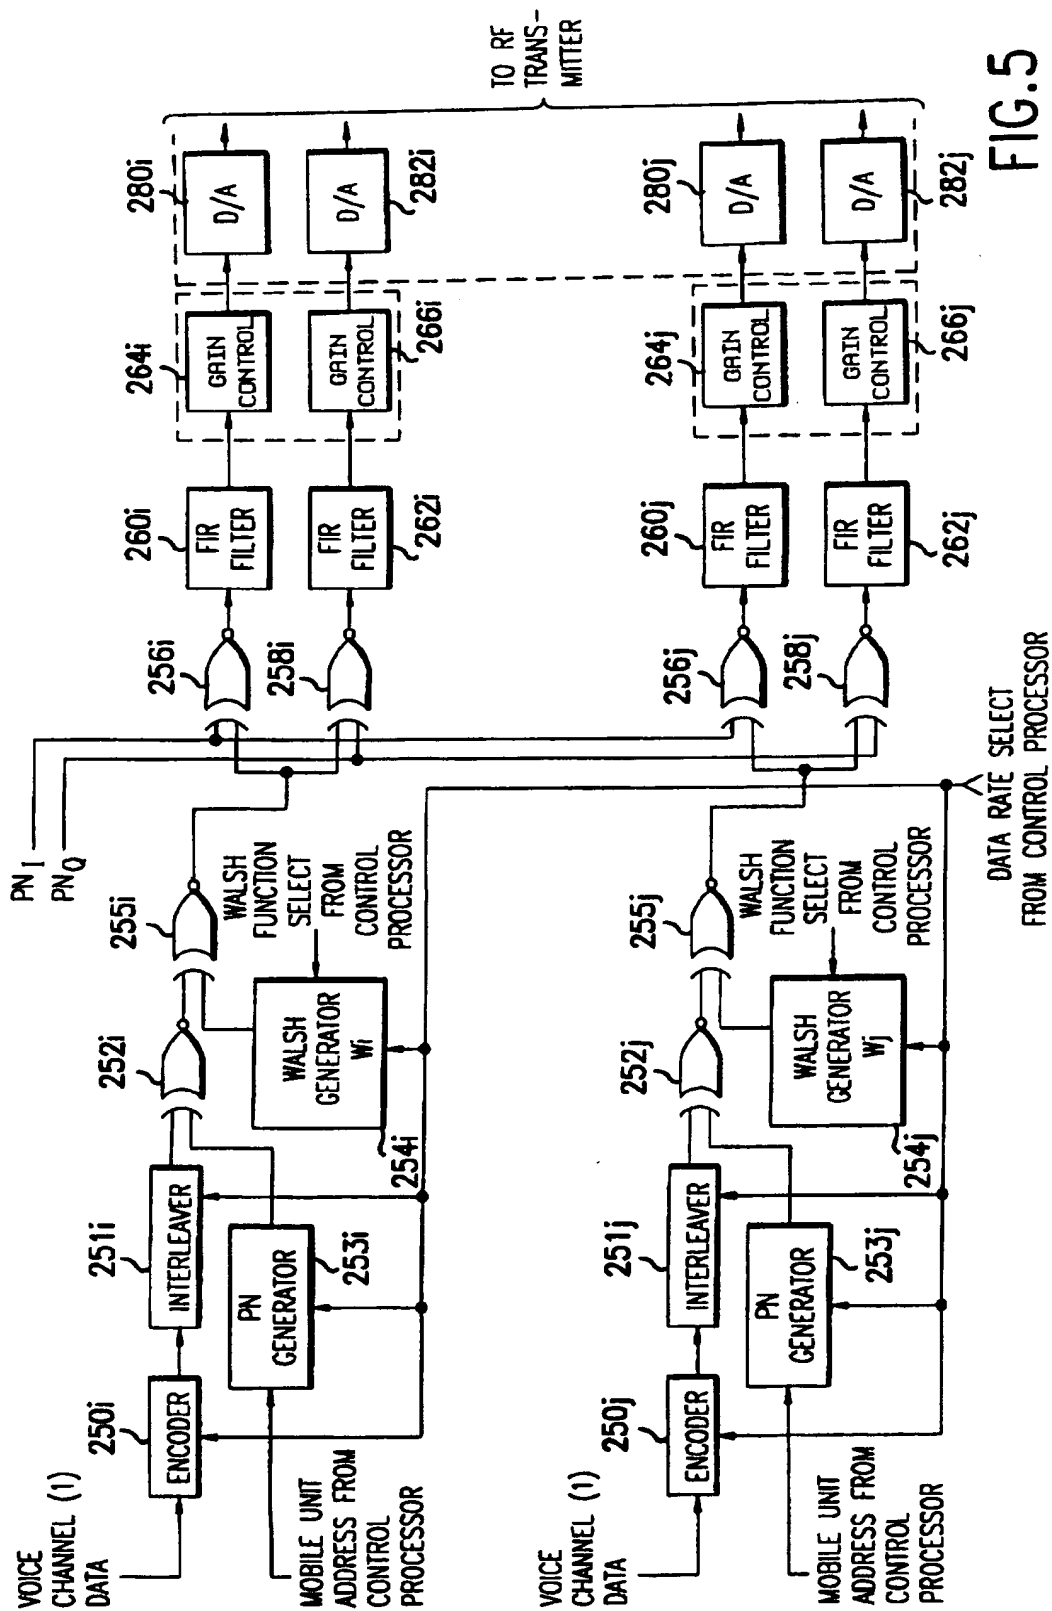 VOICE
CHANNEL (1)
DATA
250i
ENCODER
251i
INTERLEAVER
252i
255i
MOBILE UNIT
ADDRESS FROM
CONTROL
PROCESSOR
PN
GENERATOR
253i
WALSH
GENERATOR
Wi
254i
WALSH
FUNCTION
SELECT
FROM
CONTROL
PROCESSOR
PN I
PN Q
256i
258i
260i
FIR
FILTER
FIR
FILTER
262i
264i
GAIN
CONTROL
GAIN
CONTROL
266i
280i
D/A
D/A
282i
TO RF
TRANS-
MITTER
VOICE
CHANNEL (1)
DATA
250j
ENCODER
251j
INTERLEAVER
252j
255j
MOBILE UNIT
ADDRESS FROM
CONTROL
PROCESSOR
PN
GENERATOR
253j
WALSH
GENERATOR
Wj
254j
WALSH
FUNCTION
SELECT
FROM
CONTROL
PROCESSOR
256j
258j
260j
FIR
FILTER
FIR
FILTER
262j
264j
GAIN
CONTROL
GAIN
CONTROL
266j
280j
D/A
D/A
282j
DATA RATE SELECT
FROM CONTROL PROCESSOR
FIG.5